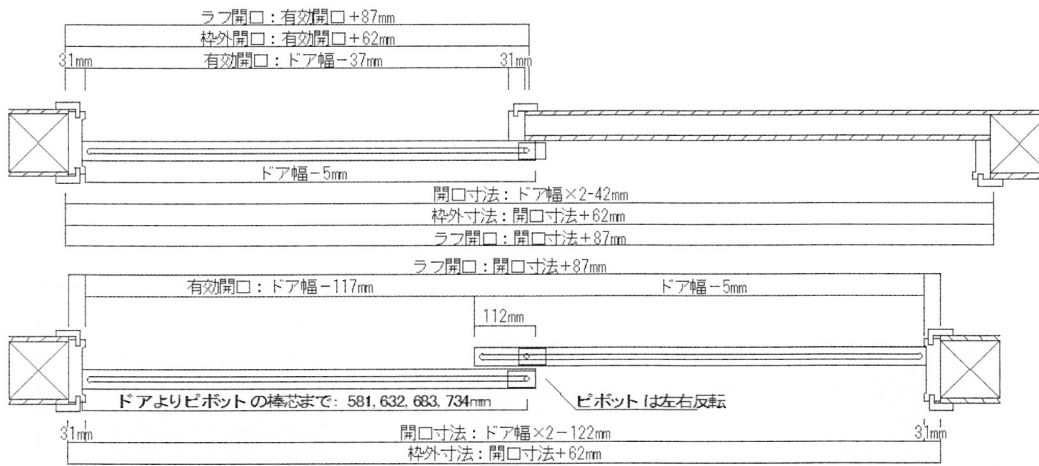 ラフ開口：有効開口+87mm
枠外開口：有効開口+62mm
31mm 有効開口：ドア幅-37mm 31mm
ドア幅-5mm
開口寸法：ドア幅×2-42mm
枠外寸法：開口寸法+62mm
ラフ開口：開口寸法+87mm
ラフ開口：開口寸法+87mm
有効開口：ドア幅-117mm ドア幅-5mm
112mm
ドアよりピボットの棒芯まで: 581, 632, 683, 734mm ピボットは左右反転
31mm 開口寸法：ドア幅×2-122mm 31mm
枠外寸法：開口寸法+62mm